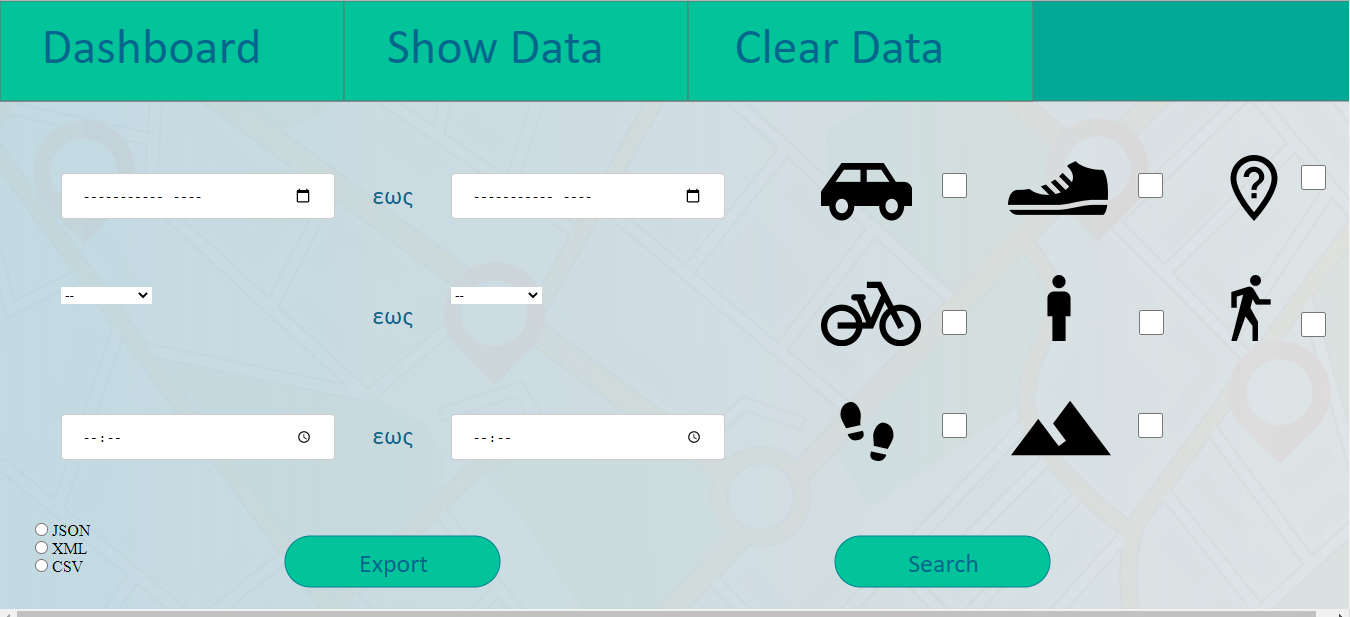 Dashboard Show Data Clear Data
----------- ---- εως ----------- ----
-- εως --
--:-- εως --:--
JSON
XML
CSV
Export Search